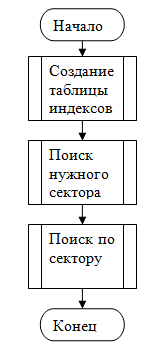 Начало
Создание
таблицы
индексов
Поиск
нужного
сектора
Поиск по
сектору
Конец